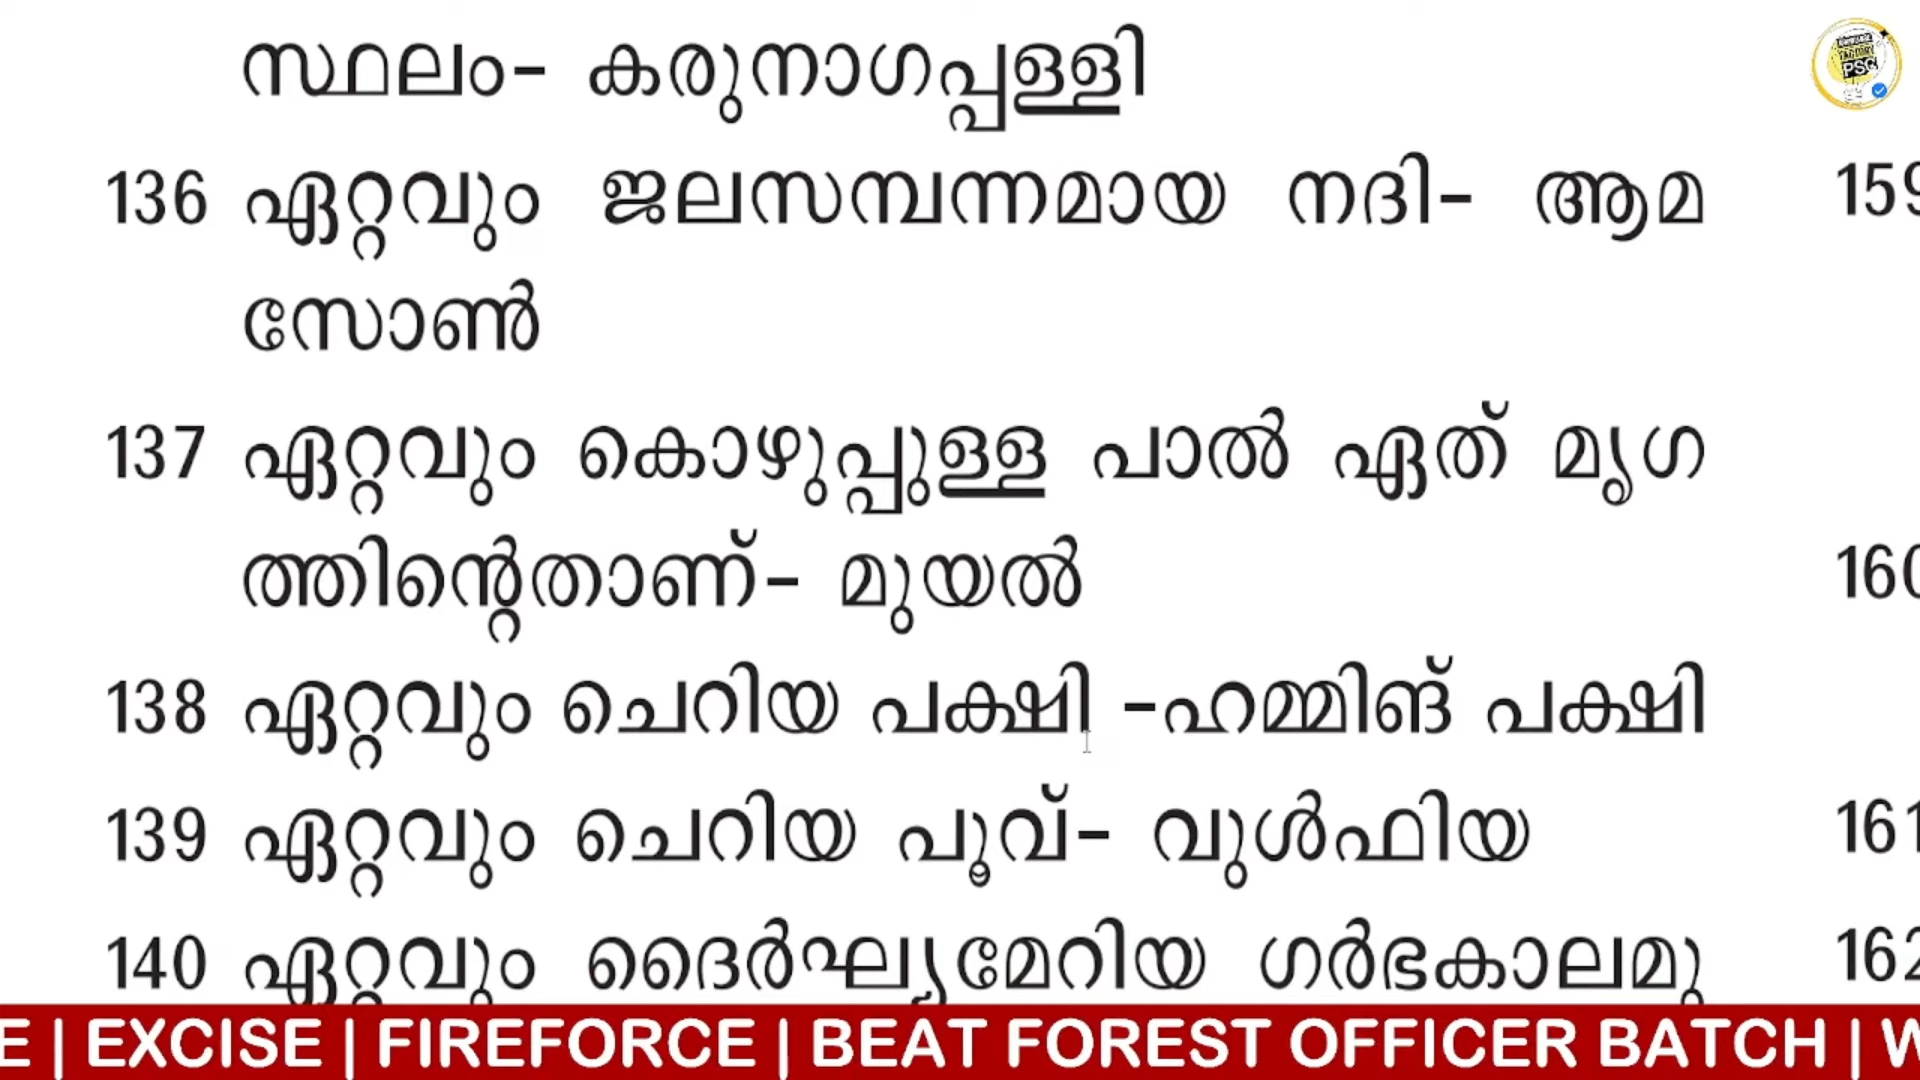 സ്ഥലം- കരുനാഗപ്പള്ളി
136 ഏറ്റവും ജലസമ്പന്നമായ നദി- ആമ
സോൺ
137 ഏറ്റവും കൊഴുപ്പുള്ള പാൽ ഏത് മൃഗ
ത്തിന്റെതാണ്- മുയൽ
138 ഏറ്റവും ചെറിയ പക്ഷി -ഹമ്മിങ് പക്ഷി
139 ഏറ്റവും ചെറിയ പൂവ്- വുൾഫിയ
140 ഏറ്റവും ദൈർഘ്യമേറിയ ഗർഭകാലമു
159
160
161
162
PSC
E | EXCISE | FIREFORCE | BEAT FOREST OFFICER BATCH | W